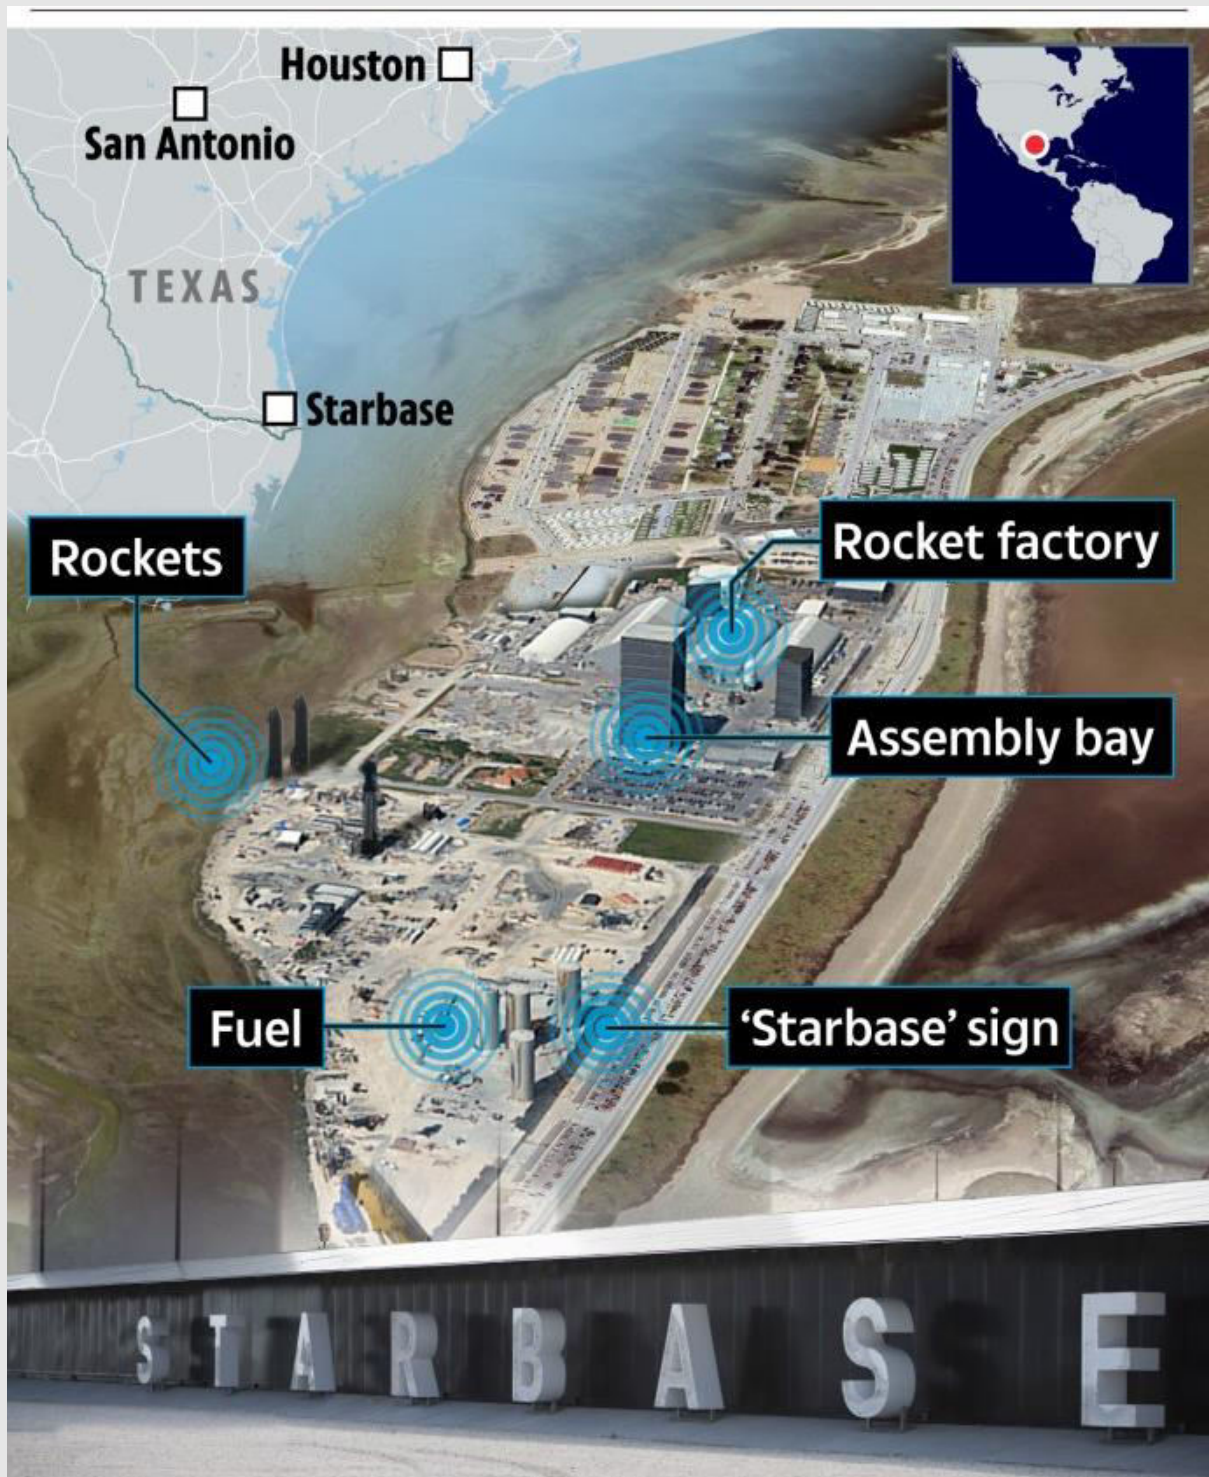 Houston
San Antonio
TEXAS
Starbase
Rockets
Rocket factory
Assembly bay
Fuel
‘Starbase’ sign
STARBASE